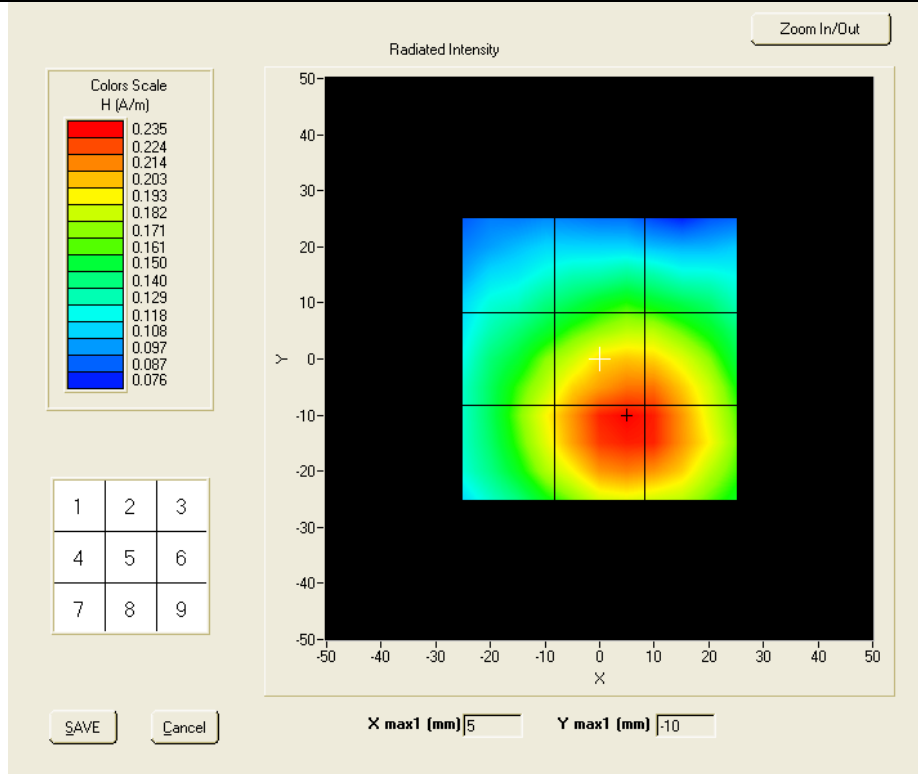 Zoom In/Out
Radiated Intensity
Colors Scale
H (A/m)
0.235
0.224
0.214
0.203
0.193
0.182
0.171
0.161
0.150
0.140
0.129
0.118
0.108
0.097
0.087
0.076
50
40
30
20
10
Y 0
-10
-20
-30
-40
-50
-50 -40 -30 -20 -10 0 10 20 30 40 50
X
1 2 3
4 5 6
7 8 9
SAVE Cancel X max1 (mm) 5 Y max1 (mm) -10